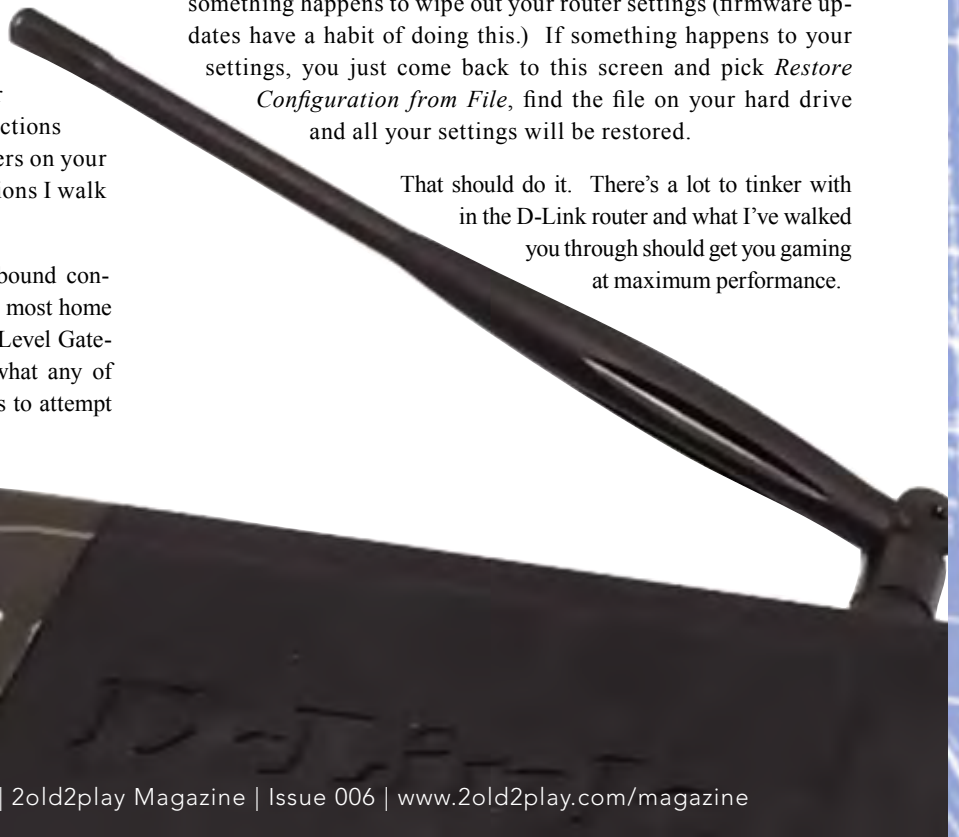 ctions
ers on your
ions I walk
bound con-
most home
Level Gate-
what any of
s to attempt
something happens to wipe out your router settings (firmware up-
dates have a habit of doing this.) If something happens to your
settings, you just come back to this screen and pick Restore
Configuration from File, find the file on your hard drive
and all your settings will be restored.
That should do it. There's a lot to tinker with
in the D-Link router and what I've walked
you through should get you gaming
at maximum performance.
D-Link
| 2old2play Magazine | Issue 006 | www.2old2play.com/magazine